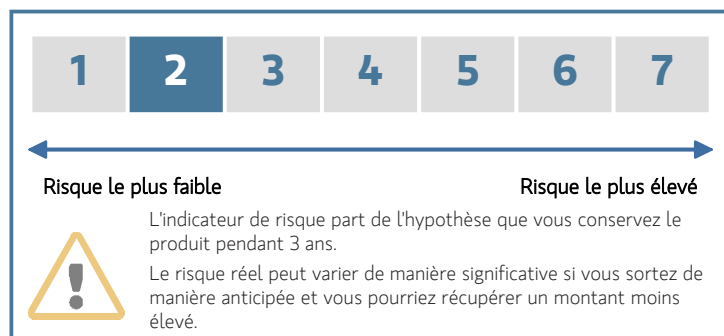 1 2 3 4 5 6 7
Risque le plus faible Risque le plus élevé
L'indicateur de risque part de l'hypothèse que vous conservez le
produit pendant 3 ans.
Le risque réel peut varier de manière significative si vous sortez de
manière anticipée et vous pourriez récupérer un montant moins
élevé.